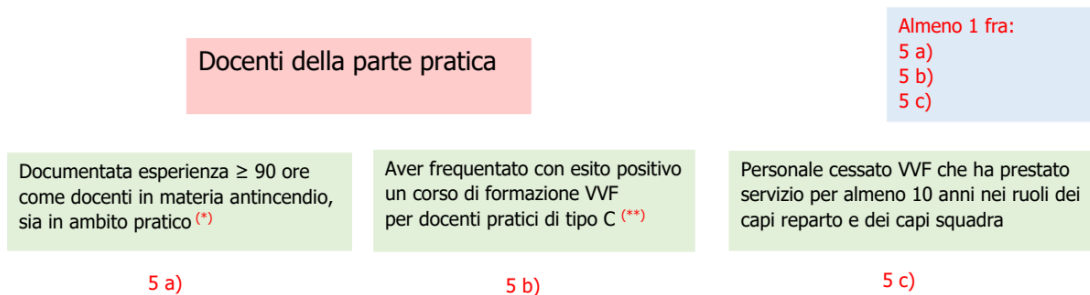 Docenti della parte pratica
Almeno 1 fra:
5 a)
5 b)
5 c)
Documentata esperienza ≥ 90 ore
come docenti in materia antincendio,
sia in ambito pratico (*)
Aver frequentato con esito positivo
un corso di formazione VVF
per docenti pratici di tipo C (**)
Personale cessato VVF che ha prestato
servizio per almeno 10 anni nei ruoli dei
capi reparto e dei capi squadra
5 a)
5 b)
5 c)